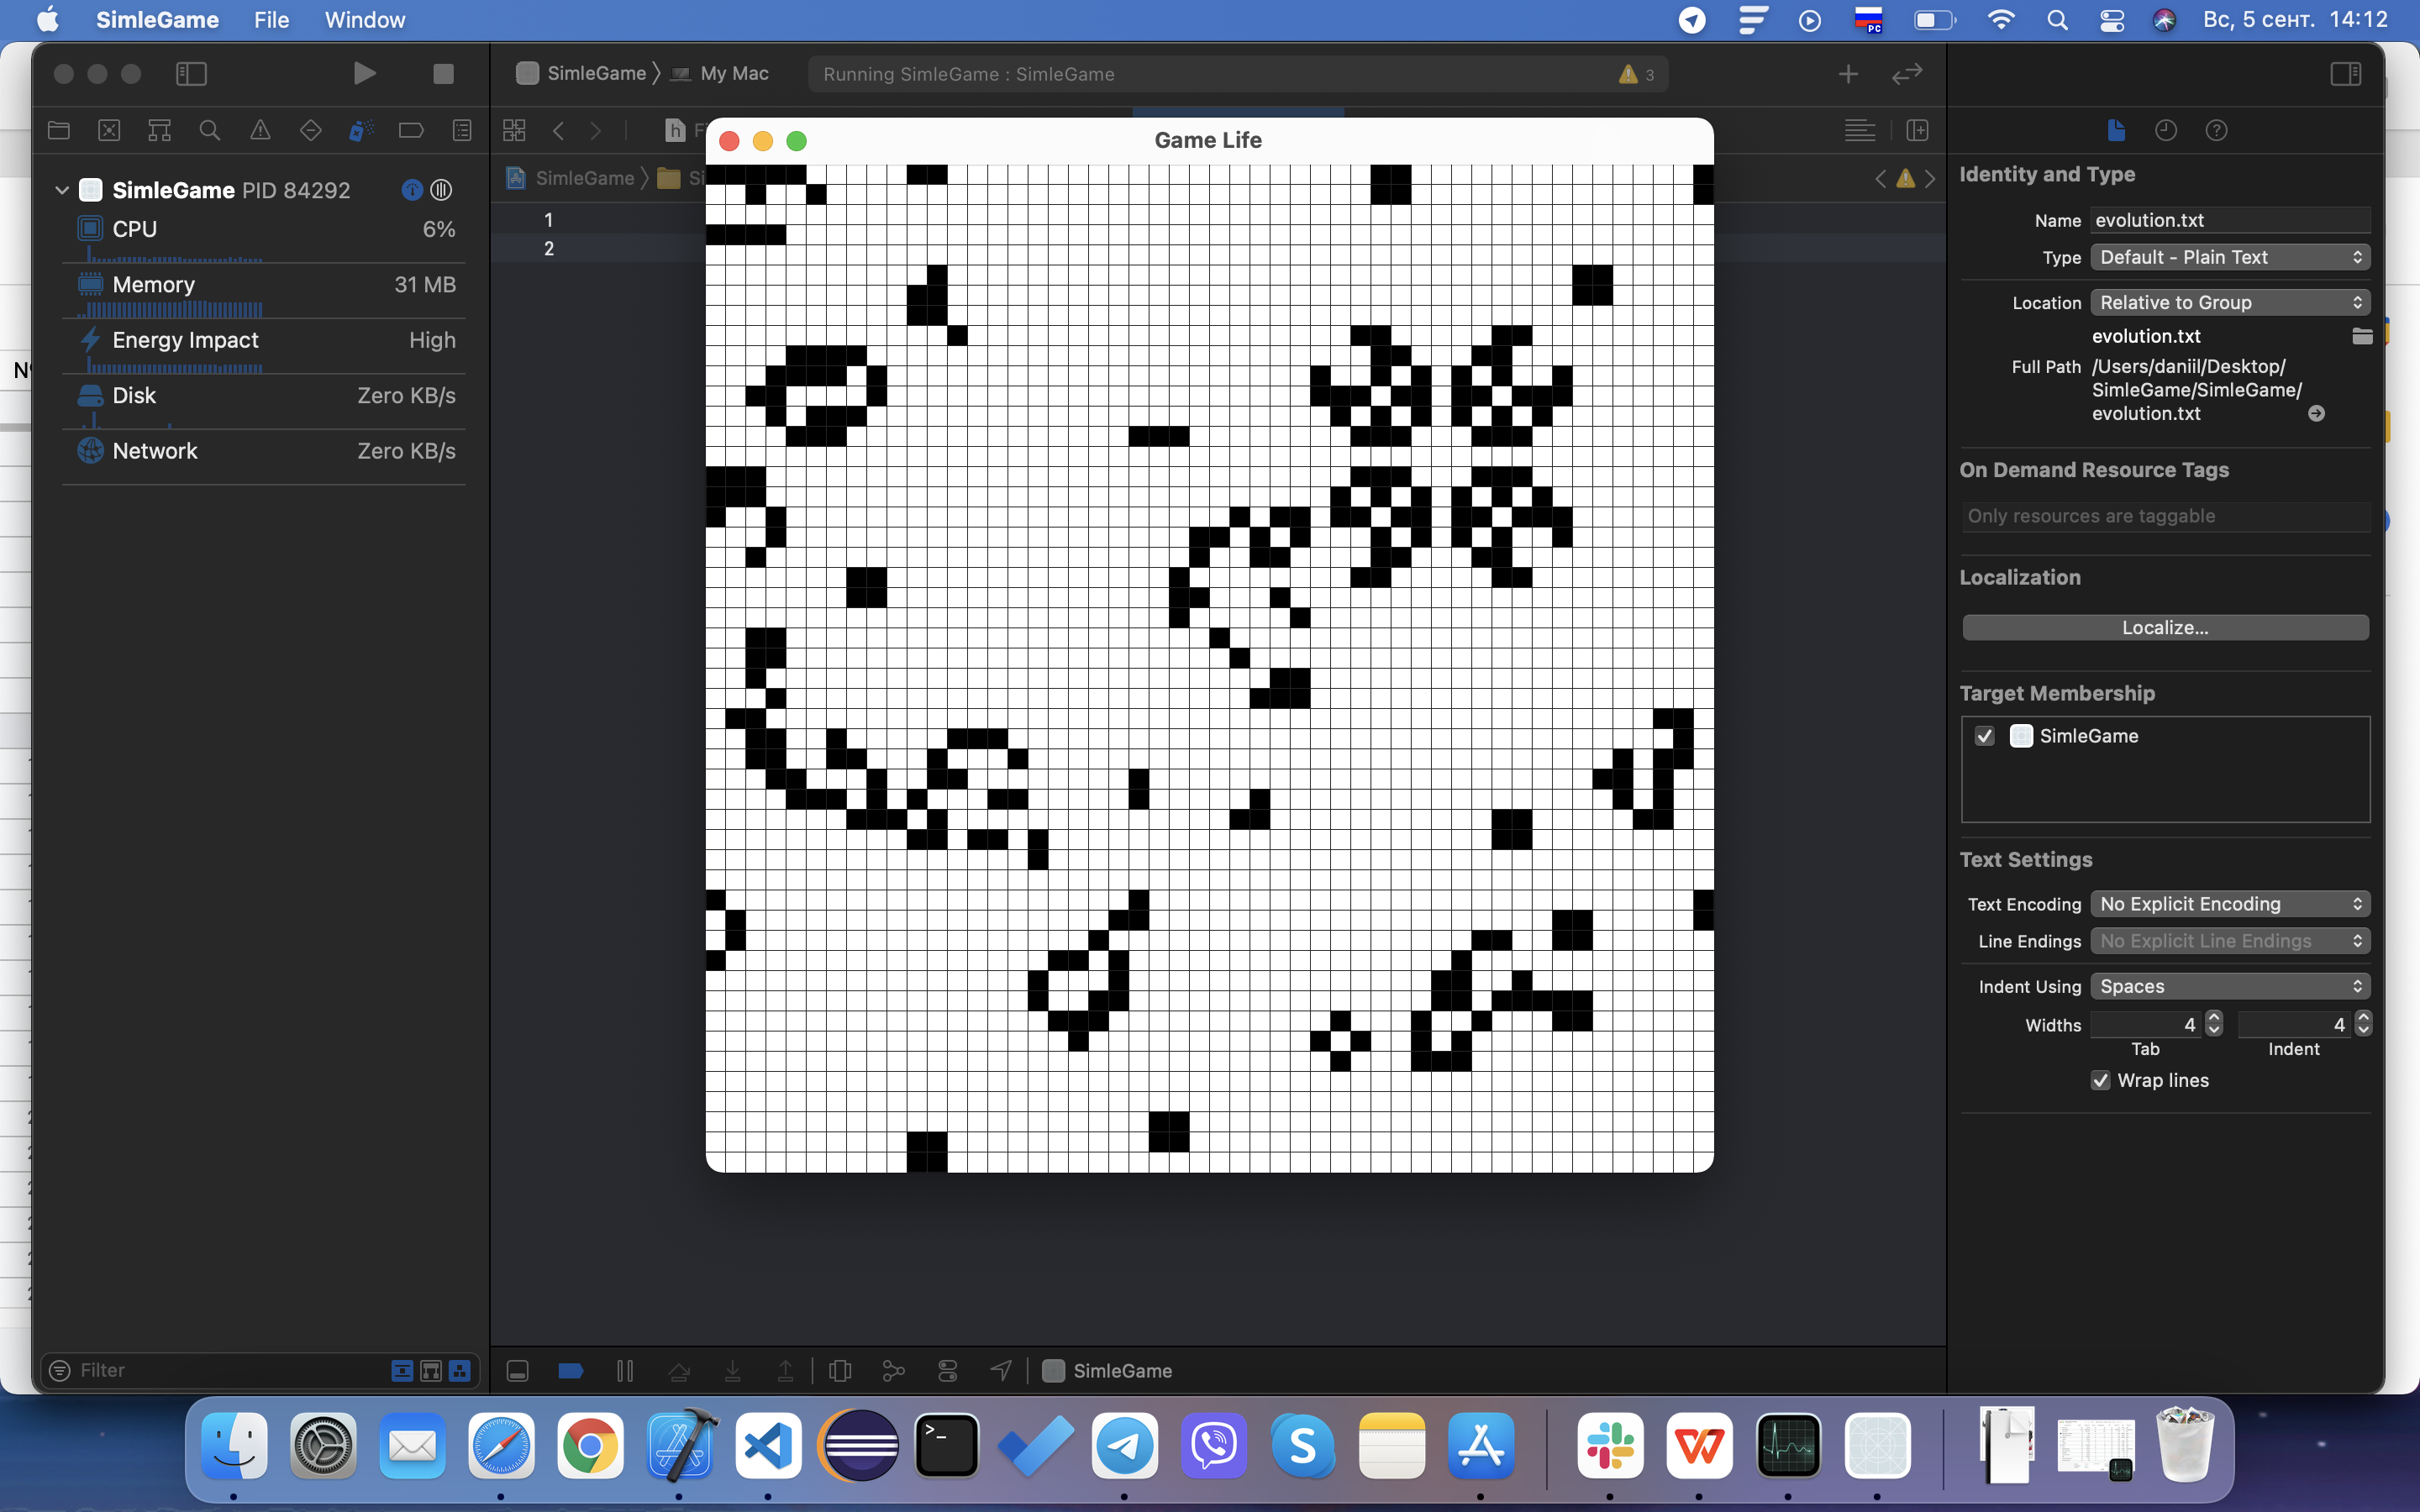 SimleGame File Window
Вс, 5 сент. 14:12
РС
SimleGame My Mac
Running SimleGame : SimleGame
3
Game Life
h
SimleGame
1
2
SimleGame PID 84292
CPU 6%
Memory 31 MB
Energy Impact High
Disk Zero KB/s
Network Zero KB/s
Filter
SimleGame
Identity and Type
Name evolution.txt
Type Default - Plain Text
Location Relative to Group
evolution.txt
Full Path /Users/daniil/Desktop/
SimleGame/SimleGame/
evolution.txt
On Demand Resource Tags
Only resources are taggable
Localization
Localize...
Target Membership
SimleGame
Text Settings
Text Encoding No Explicit Encoding
Line Endings No Explicit Line Endings
Indent Using Spaces
Widths 4 4
Tab Indent
Wrap lines